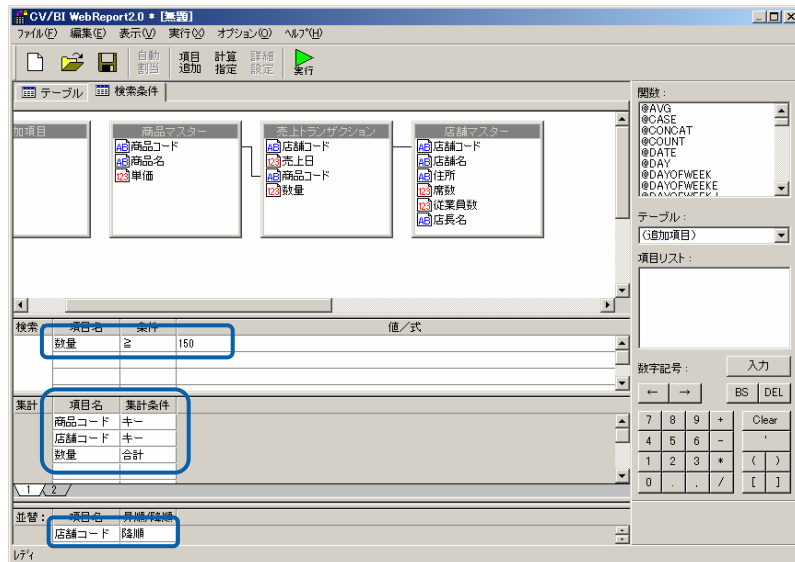 CV/BI WebReport2.0 * [無題]
ファイル(F) 編集(E) 表示(V) 実行(X) オプション(O) ヘルプ(H)
自動割当 項目追加 計算指定 詳細設定 実行
テーブル 検索条件
加項目
商品マスター
商品コード
商品名
単価
売上トランザクション
店舗コード
売上日
商品コード
数量
店舗マスター
店舗コード
店舗名
住所
席数
従業員数
店長名
検索: 項目名 条件 値/式
数量 ≧ 150
集計 項目名 集計条件
商品コード キー
店舗コード キー
数量 合計
1 2
並替: 項目名 昇順/降順
店舗コード 降順
レディ
関数:
@AVG
@CASE
@CONCAT
@COUNT
@DATE
@DAY
@DAYOFWEEK
@DAYOFWEEKE
テーブル:
(追加項目)
項目リスト:
数字記号: 入力
← → BS DEL
7 8 9 + Clear
4 5 6 - '
1 2 3 * ( )
0 . , / [ ]